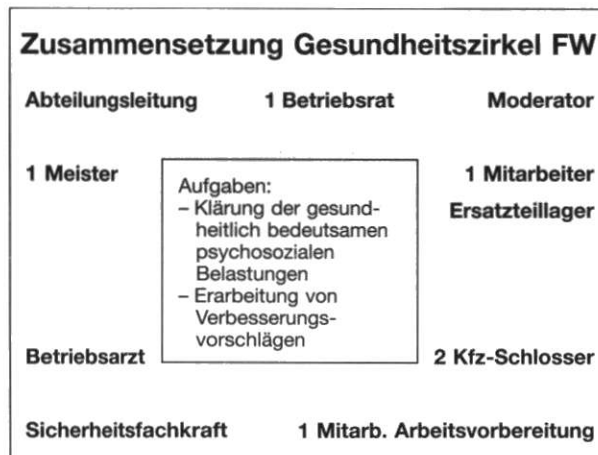 Zusammensetzung Gesundheitszirkel FW
Abteilungsleitung 1 Betriebsrat Moderator
1 Meister
1 Mitarbeiter
Ersatzteillager
Aufgaben:
– Klärung der gesund-
heitlich bedeutsamen
psychosozialen
Belastungen
– Erarbeitung von
Verbesserungs-
vorschlägen
Betriebsarzt
2 Kfz-Schlosser
Sicherheitsfachkraft 1 Mitarb. Arbeitsvorbereitung